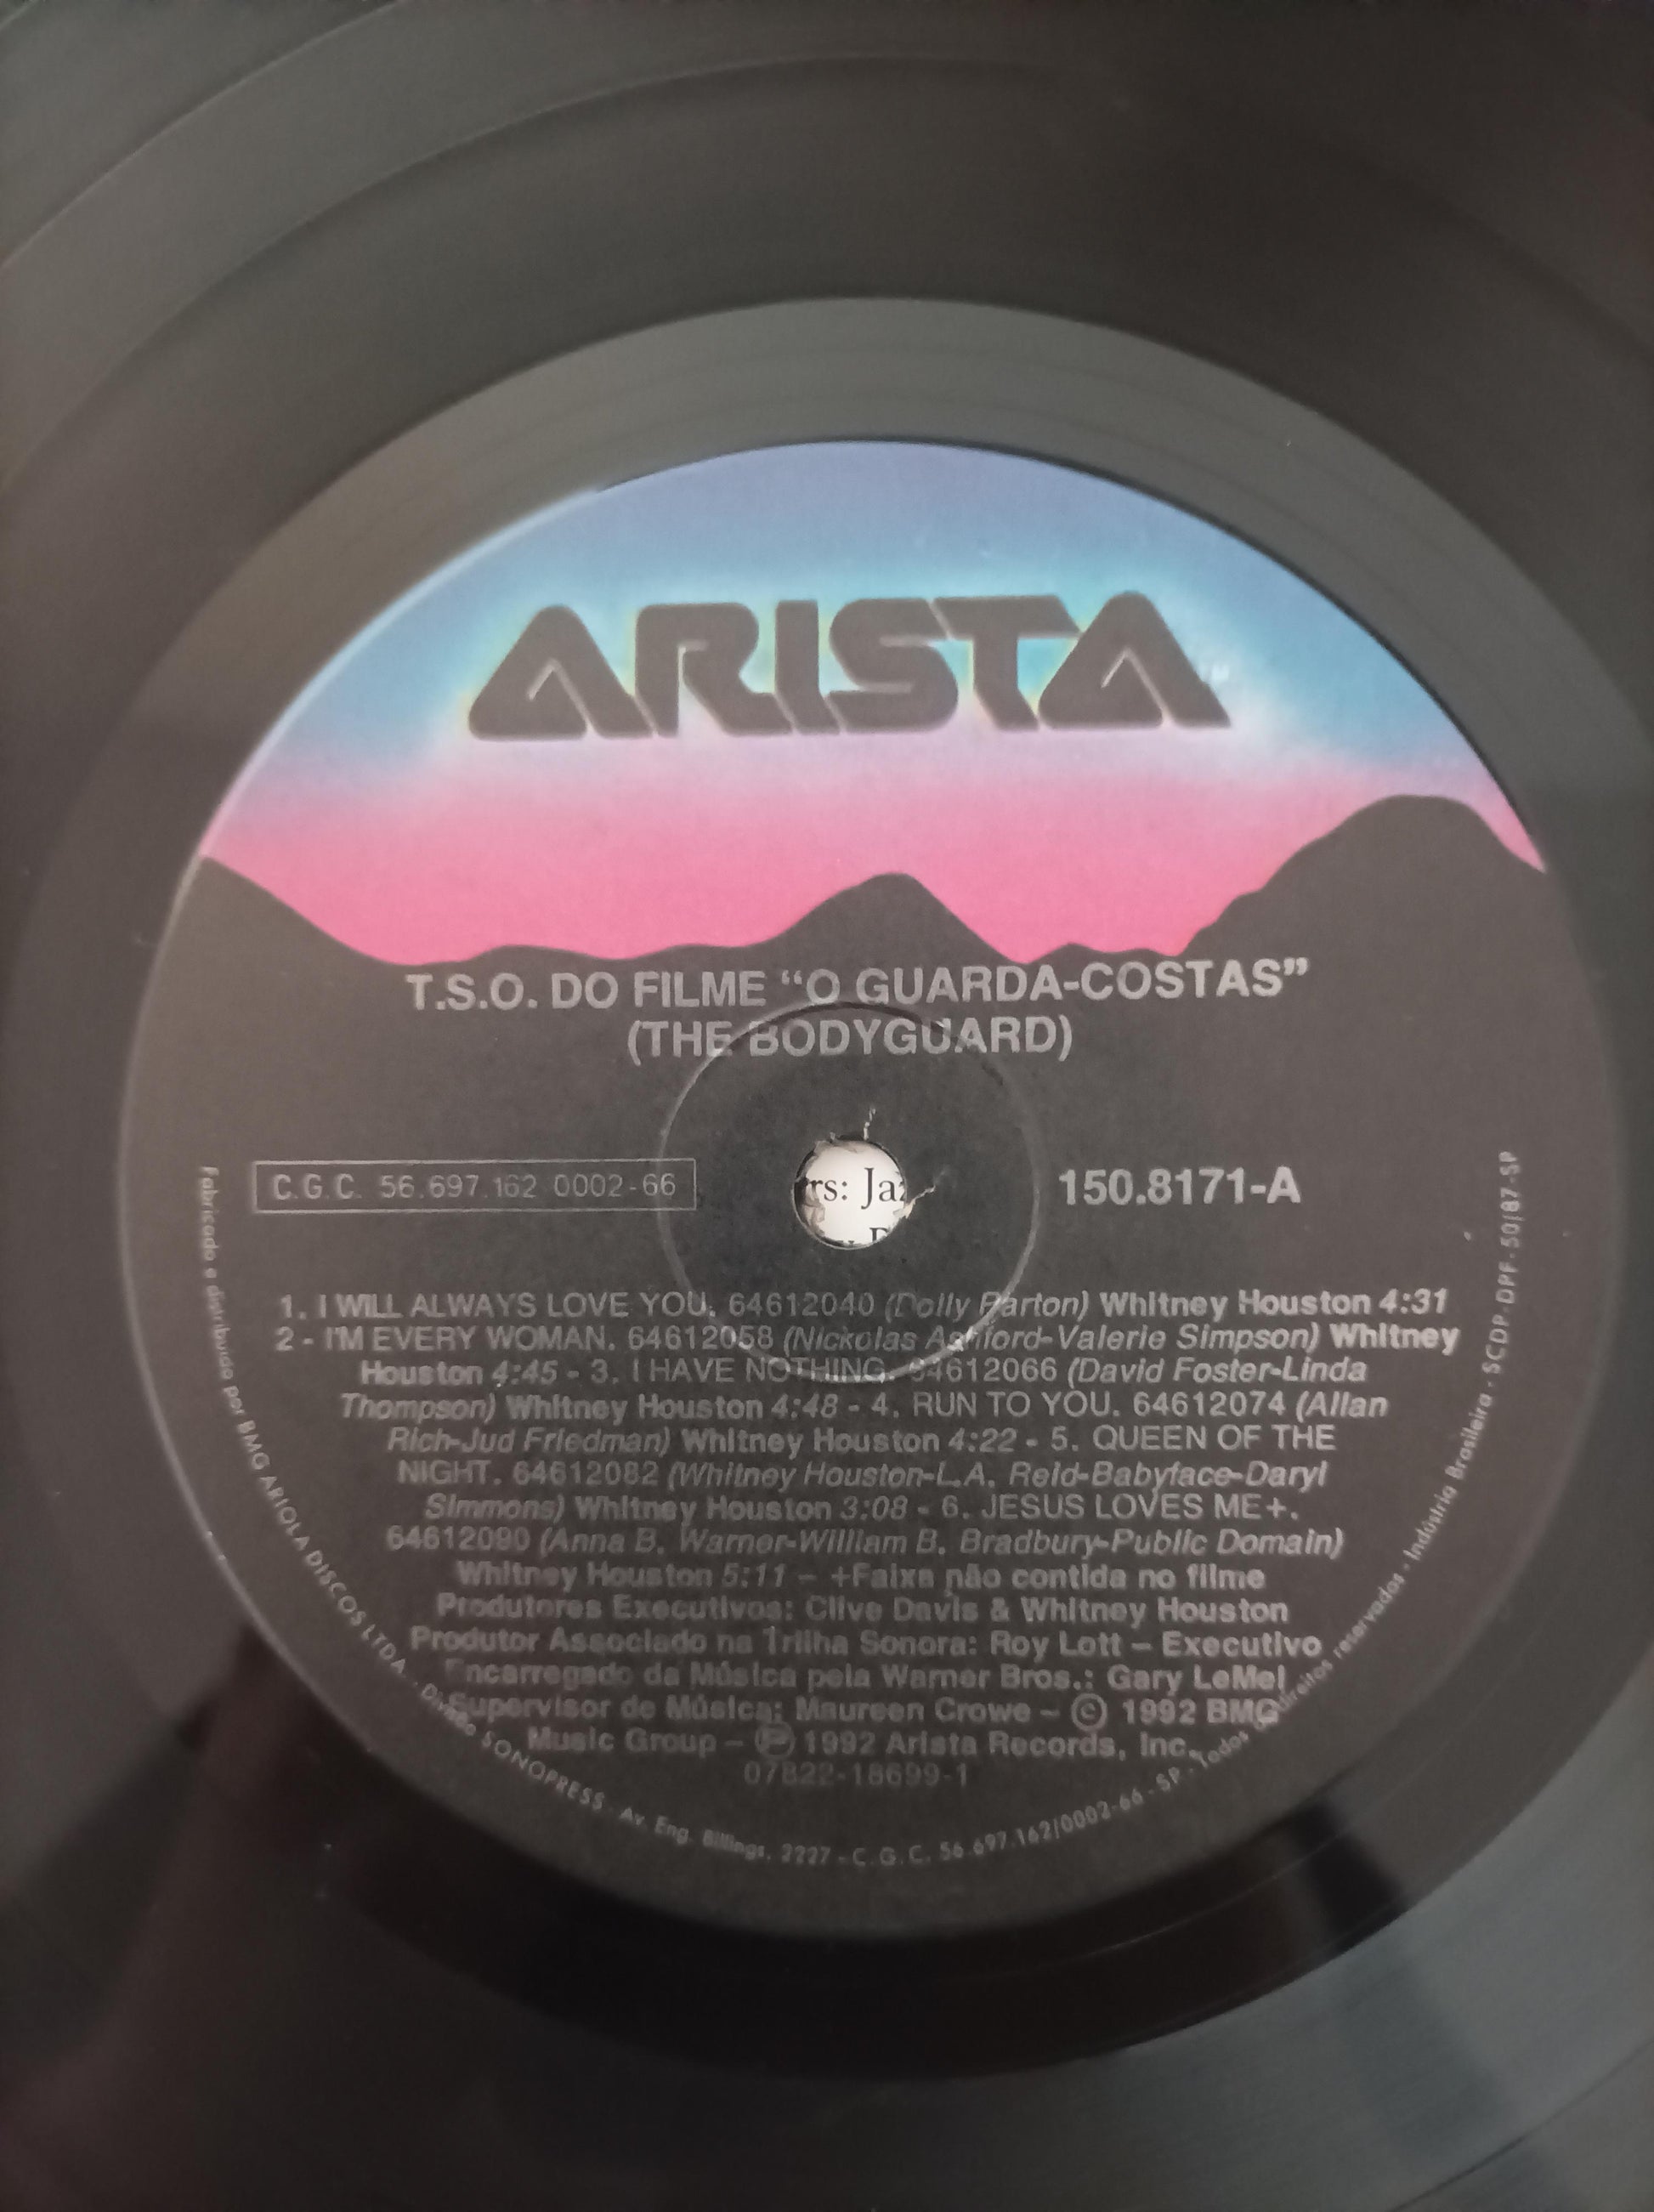 ARISTA
T.S.O. DO FILME “O GUARDA-COSTAS”
(THE BODYGUARD)
C.G.C. 56.697.162 0002-66
rs: Ja
150.8171-A
1. I WILL ALWAYS LOVE YOU. 64612040 (Dolly Parton) Whitney Houston 4:31
2 - I'M EVERY WOMAN. 64612058 (Nickolas Ashford-Valerie Simpson) Whitney
Houston 4:45 - 3. I HAVE NOTHING. 64612066 (David Foster-Linda
Thompson) Whitney Houston 4:48 - 4. RUN TO YOU. 64612074 (Allan
Rich-Jud Friedman) Whitney Houston 4:22 - 5. QUEEN OF THE
NIGHT. 64612082 (Whitney Houston-L.A. Reid-Babyface-Daryl
Simmons) Whitney Houston 3:08 - 6. JESUS LOVES ME+.
64612090 (Anna B. Warner-William B. Bradbury-Public Domain)
Whitney Houston 5:11 – +Faixa não contida no filme
Produtores Executivos: Clive Davis & Whitney Houston
Produtor Associado na Trilha Sonora: Roy Lott – Executivo
Encarregado da Música pela Warner Bros.: Gary LeMel
Supervisor de Música: Maureen Crowe – © 1992 BMG
Music Group – ℗ 1992 Arista Records, Inc.
07822-18699-1
Fabricado e distribuído por BMG ARIOLA DISCOS LTDA. - Divisão SONOPRESS - Av. Eng. Billings, 2227 - C.G.C. 56.697.162/0002-66 - SP - Todos os direitos reservados - Indústria Brasileira - SCDP-DPF-50/87-SP